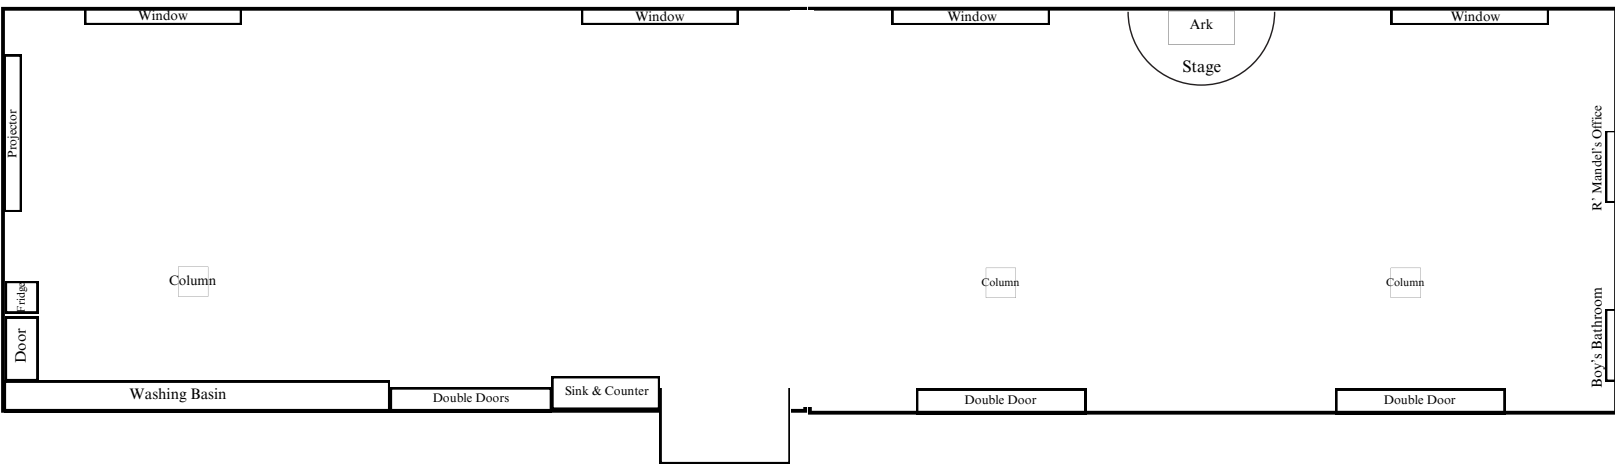 Window
Window
Window
Ark
Window
Stage
Projector
R' Mandel's Office
Column
Column
Column
Fridge
Door
Boy's Bathroom
Washing Basin
Double Doors
Sink & Counter
Double Door
Double Door